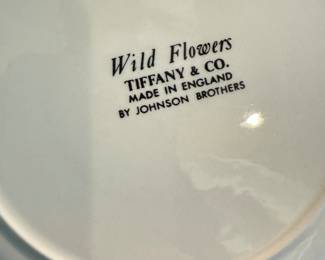 Wild Flowers
TIFFANY & CO.
MADE IN ENGLAND
BY JOHNSON BROTHERS